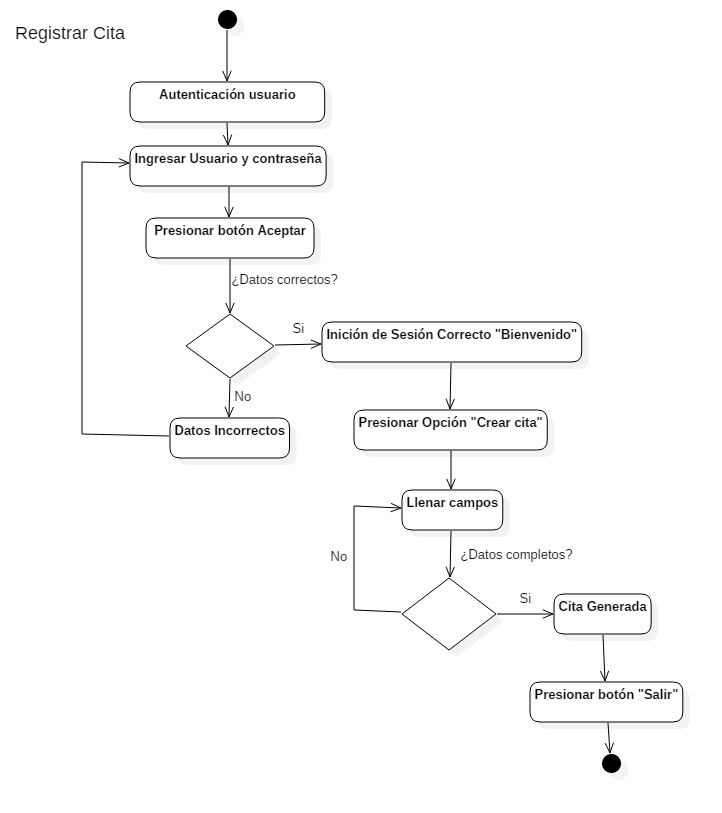 Registrar Cita
Autenticación usuario
Ingresar Usuario y contraseña
Presionar botón Aceptar
¿Datos correctos?
Si
Inición de Sesión Correcto "Bienvenido"
No
Datos Incorrectos
Presionar Opción "Crear cita"
Llenar campos
No
¿Datos completos?
Si
Cita Generada
Presionar botón "Salir"